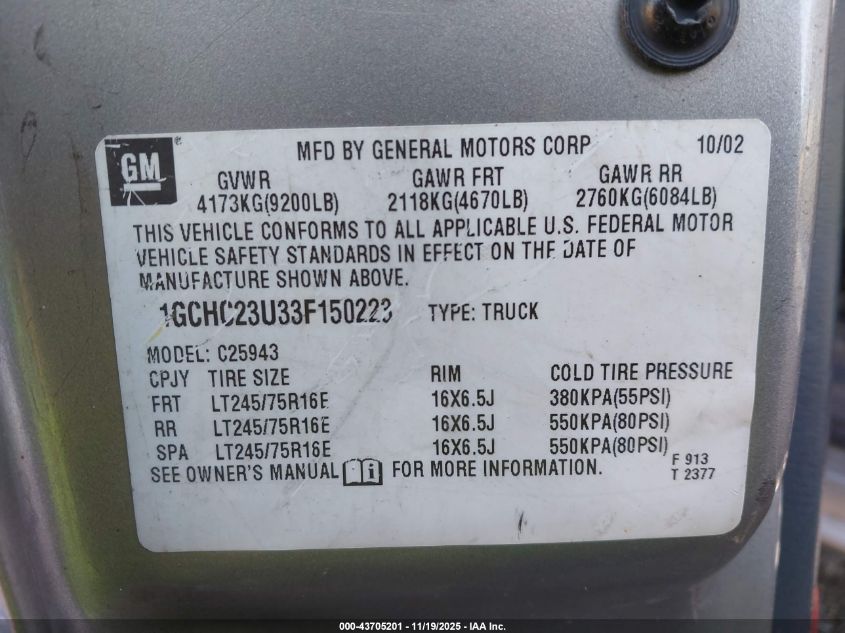 GM
MFD BY GENERAL MOTORS CORP 10/02
GVWR GAWR FRT GAWR RR
4173KG(9200LB) 2118KG(4670LB) 2760KG(6084LB)
THIS VEHICLE CONFORMS TO ALL APPLICABLE U.S. FEDERAL MOTOR
VEHICLE SAFETY STANDARDS IN EFFECT ON THE DATE OF
MANUFACTURE SHOWN ABOVE.
1GCHC23U33F150223 TYPE: TRUCK
MODEL: C25943
CPJY TIRE SIZE RIM COLD TIRE PRESSURE
FRT LT245/75R16E 16X6.5J 380KPA(55PSI)
RR LT245/75R16E 16X6.5J 550KPA(80PSI)
SPA LT245/75R16E 16X6.5J 550KPA(80PSI)
SEE OWNER'S MANUAL i FOR MORE INFORMATION.
F 913
T 2377
000-43705201 - 11/19/2025 - IAA Inc.